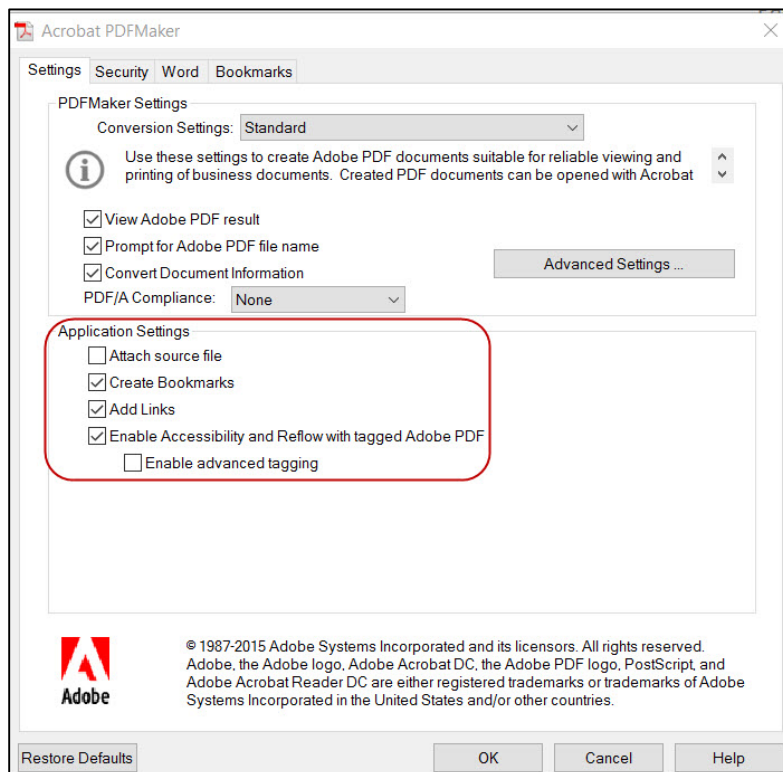 Acrobat PDFMaker
Settings Security Word Bookmarks
PDFMaker Settings
Conversion Settings: Standard
Use these settings to create Adobe PDF documents suitable for reliable viewing and
printing of business documents. Created PDF documents can be opened with Acrobat
View Adobe PDF result
Prompt for Adobe PDF file name
Convert Document Information
Advanced Settings ...
PDF/A Compliance: None
Application Settings
Attach source file
Create Bookmarks
Add Links
Enable Accessibility and Reflow with tagged Adobe PDF
Enable advanced tagging
Adobe
© 1987-2015 Adobe Systems Incorporated and its licensors. All rights reserved.
Adobe, the Adobe logo, Adobe Acrobat DC, the Adobe PDF logo, PostScript, and
Adobe Acrobat Reader DC are either registered trademarks or trademarks of Adobe
Systems Incorporated in the United States and/or other countries.
Restore Defaults OK Cancel Help